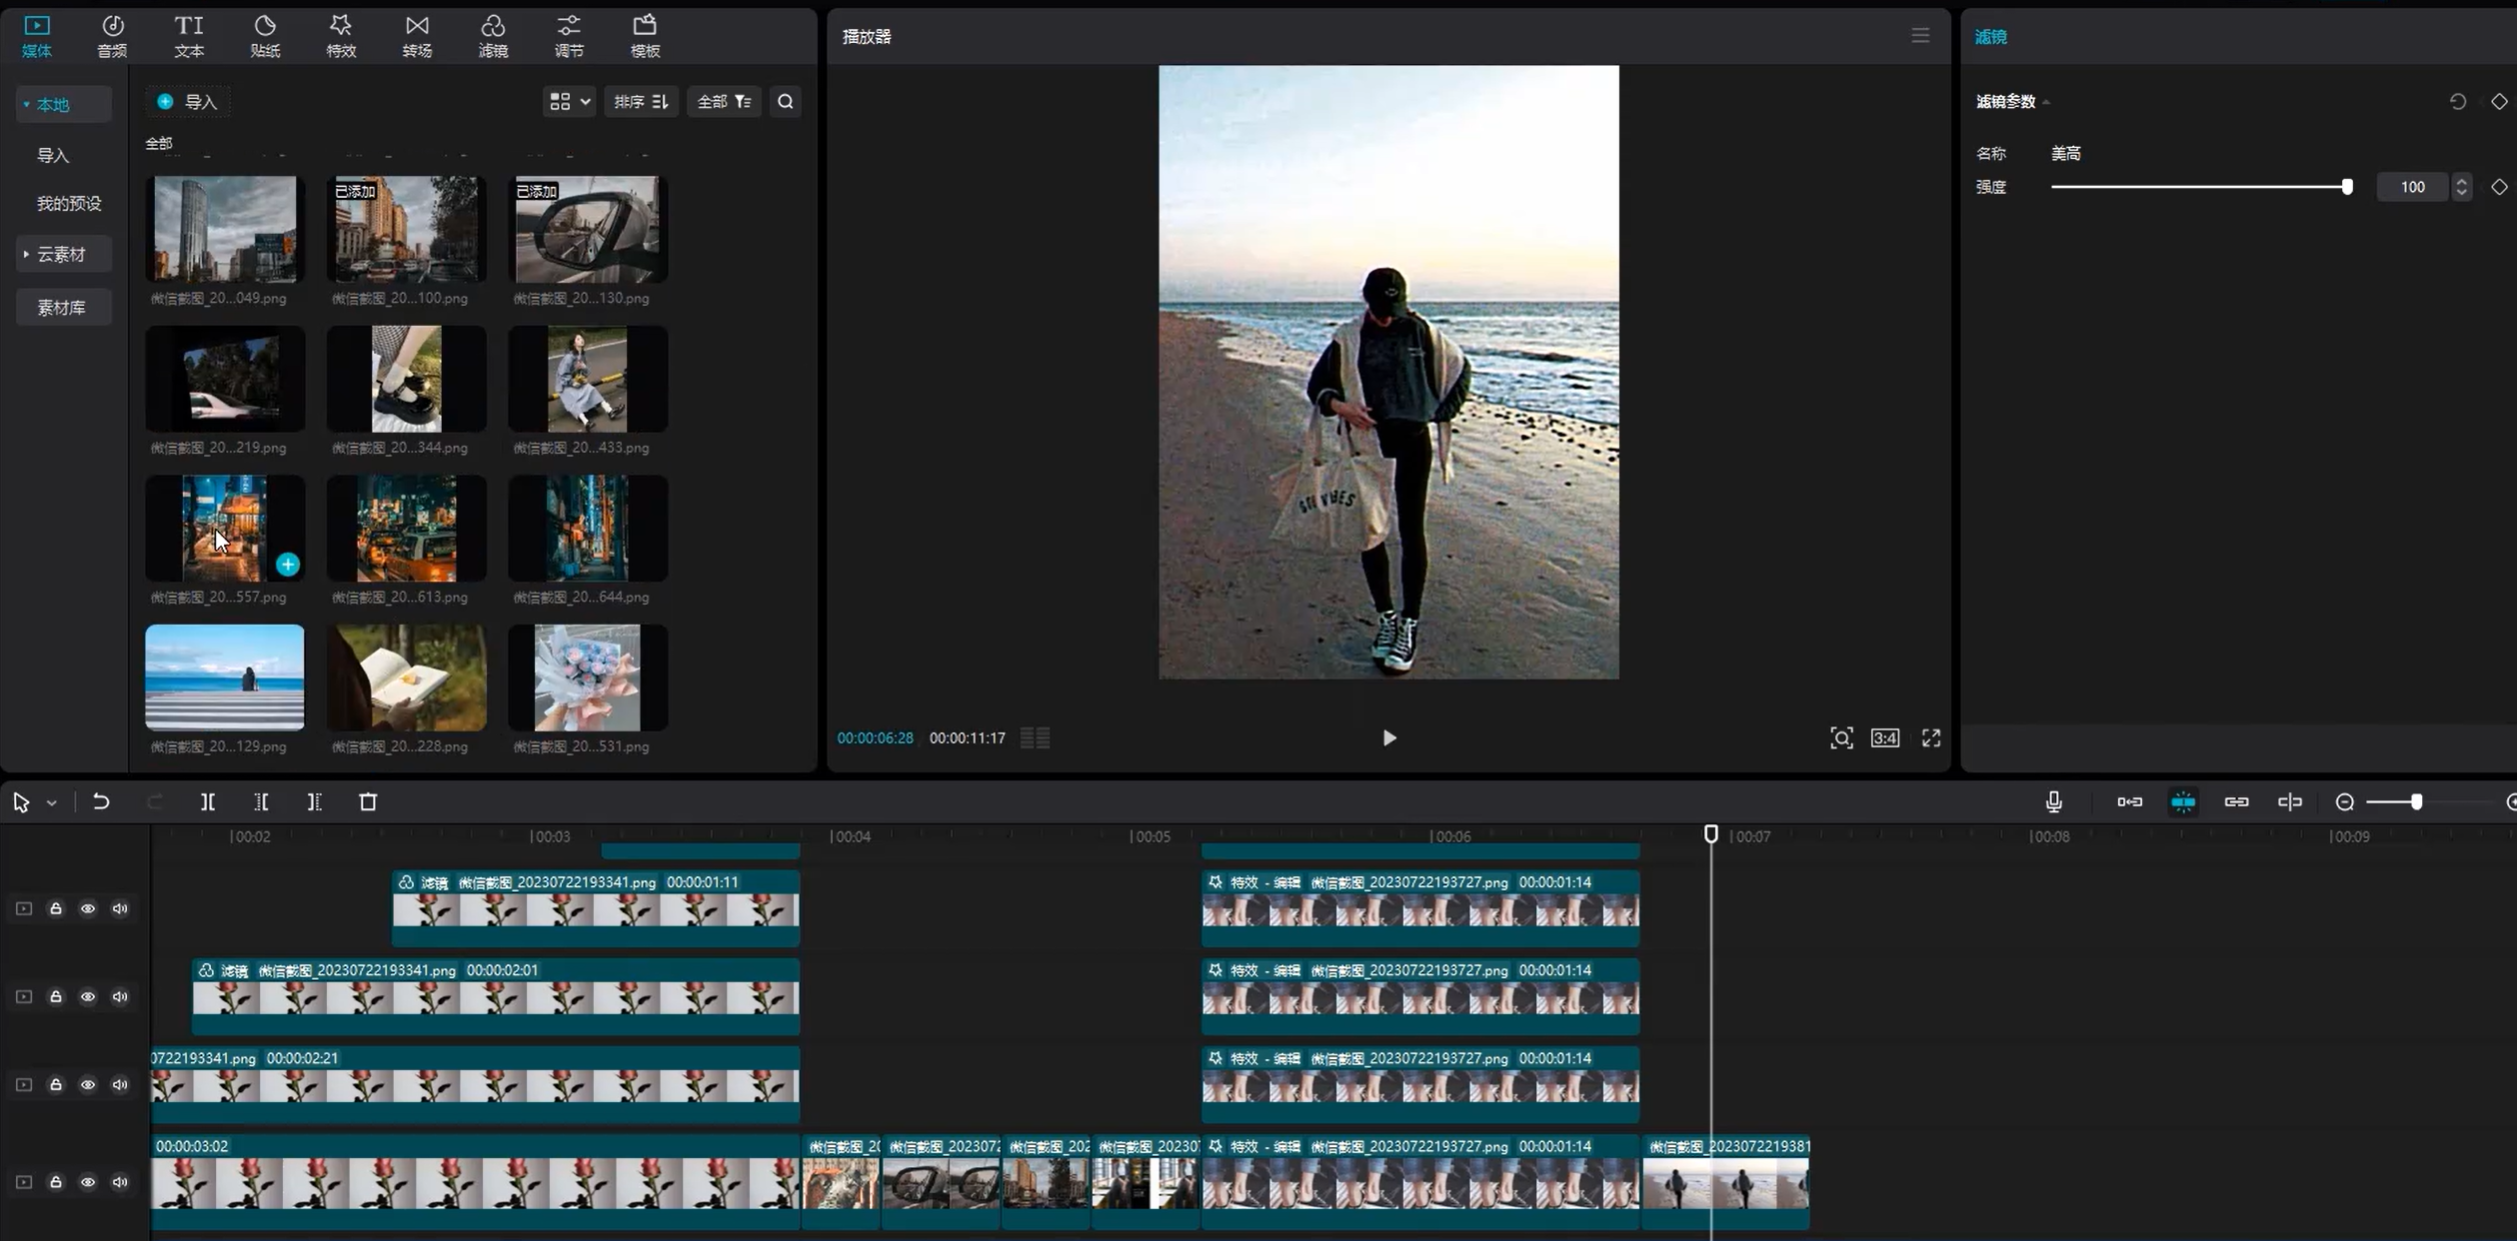 媒体 音频 文本 贴纸 特效 转场 滤镜 调节 模板
本地
导入
我的预设
云素材
素材库
导入
排序 全部
全部
已添加 已添加
微信截图_20...049.png 微信截图_20...100.png 微信截图_20...130.png
微信截图_20...219.png 微信截图_20...344.png 微信截图_20...433.png
微信截图_20...557.png 微信截图_20...613.png 微信截图_20...644.png
微信截图_20...129.png 微信截图_20...228.png 微信截图_20...531.png
播放器
00:00:06:28 00:00:11:17
3:4
滤镜
滤镜参数
名称 美高
强度 100
00:02 00:03 00:04 00:05 00:06 00:07 00:08 00:09
滤镜 微信截图_20230722193341.png 00:00:01:11 特效 - 编辑 微信截图_20230722193727.png 00:00:01:14
滤镜 微信截图_20230722193341.png 00:00:02:01 特效 - 编辑 微信截图_20230722193727.png 00:00:01:14
0722193341.png 00:00:02:21 特效 - 编辑 微信截图_20230722193727.png 00:00:01:14
00:00:03:02 微信截图_20 微信截图_202307 微信截图_202 微信截图_20230 特效 - 编辑 微信截图_20230722193727.png 00:00:01:14 微信截图_2023072219381